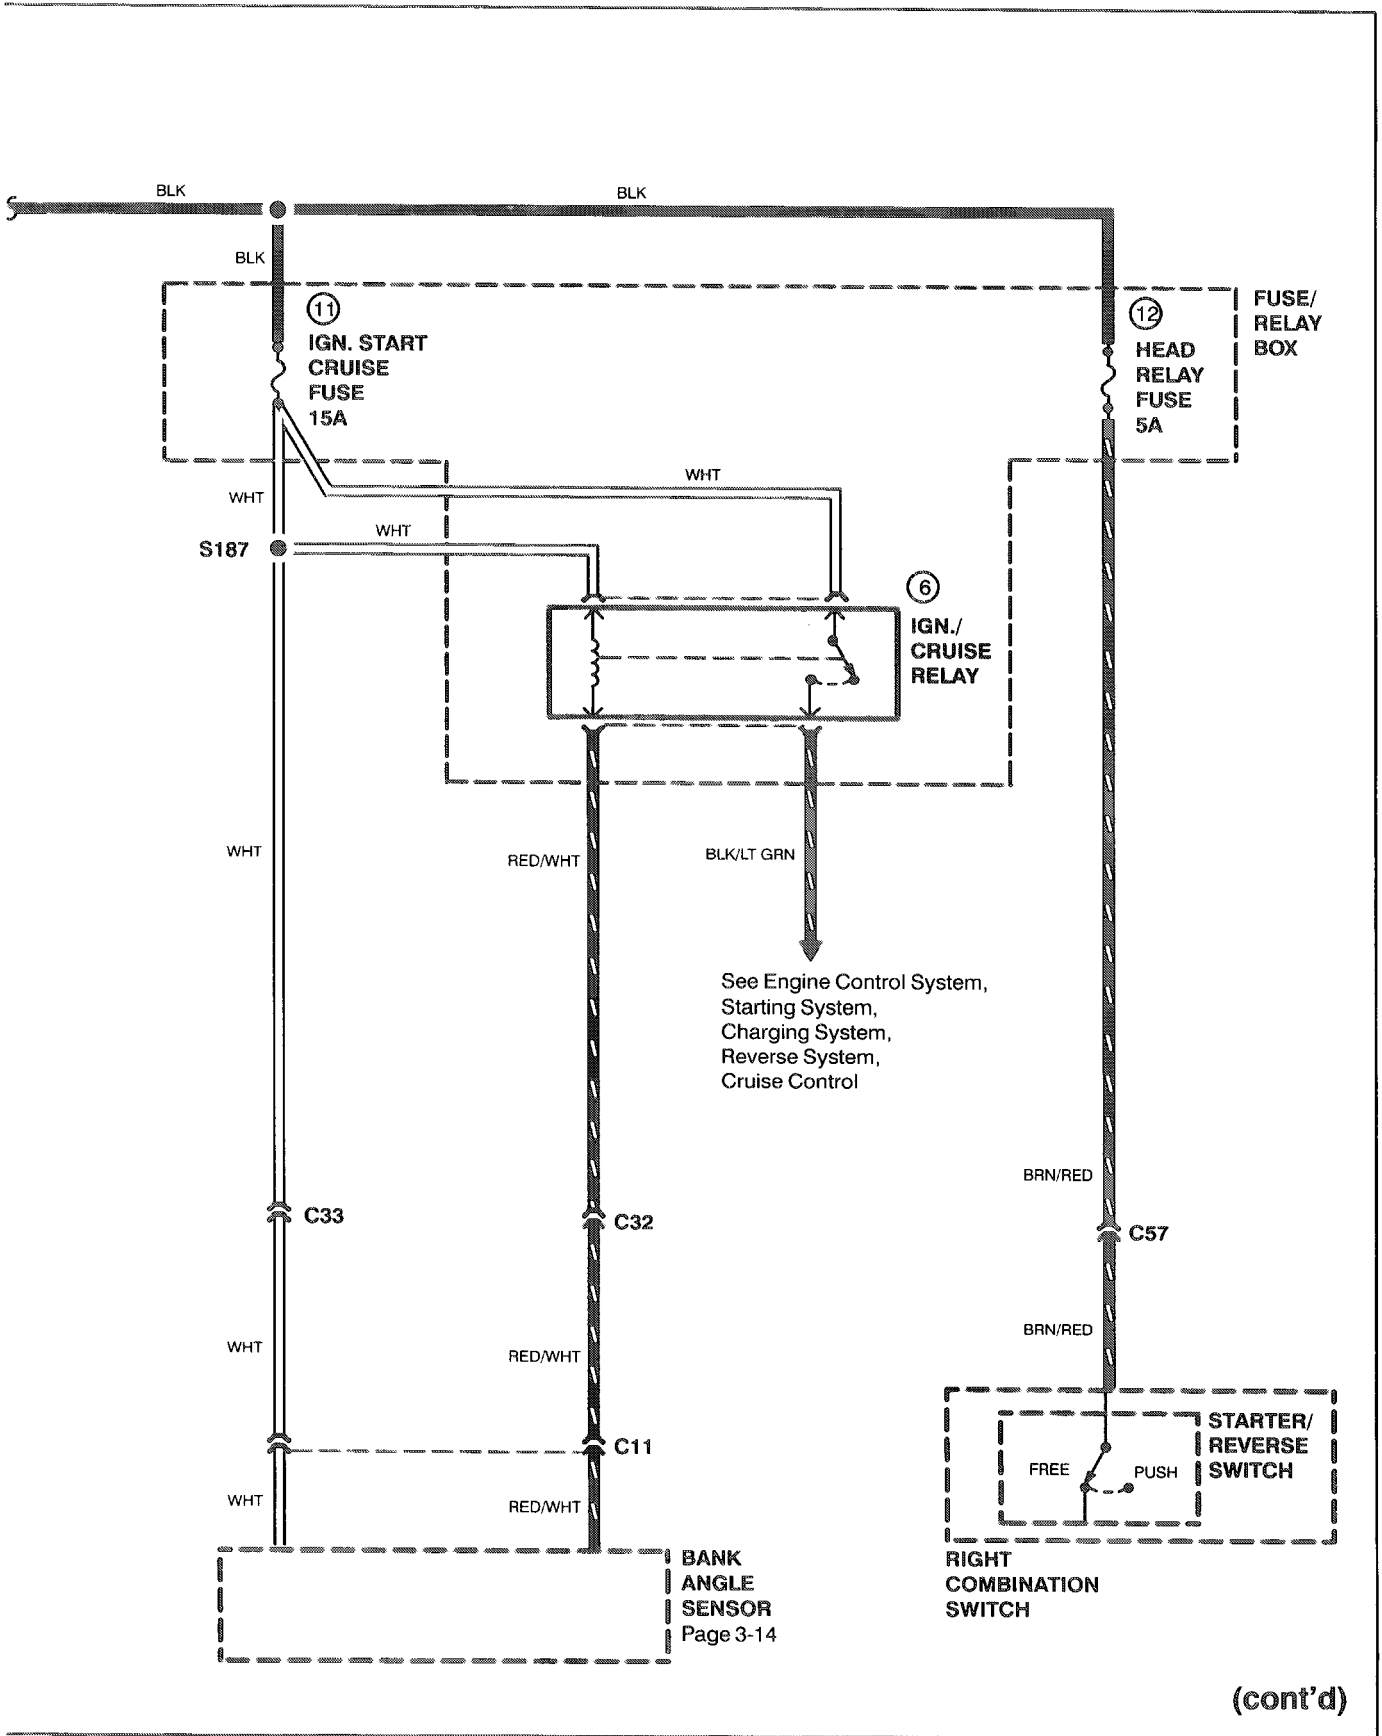 BLK
BLK
BLK
11
IGN. START
CRUISE
FUSE
15A
12
HEAD
RELAY
FUSE
5A
FUSE/
RELAY
BOX
WHT
WHT
WHT
S187
6
IGN./
CRUISE
RELAY
WHT
RED/WHT
BLK/LT GRN
See Engine Control System,
Starting System,
Charging System,
Reverse System,
Cruise Control
BRN/RED
C33
C32
C57
WHT
RED/WHT
BRN/RED
C11
STARTER/
REVERSE
SWITCH
FREE
PUSH
WHT
RED/WHT
BANK
ANGLE
SENSOR
Page 3-14
RIGHT
COMBINATION
SWITCH
(cont'd)